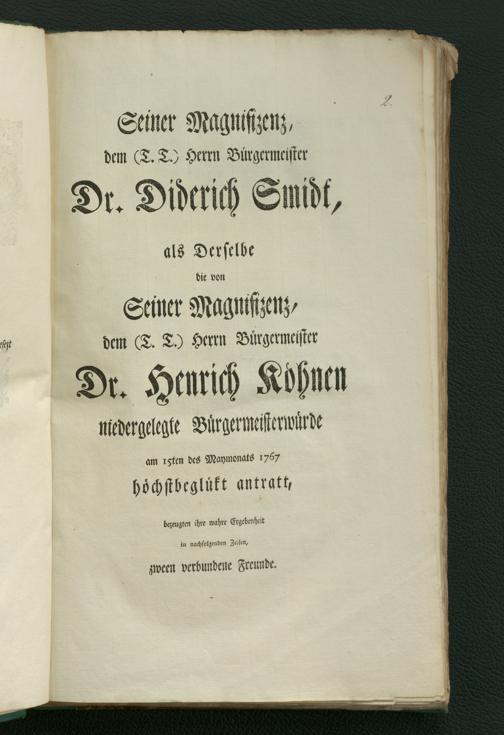 2.
Seiner Magnifizenz,
dem (T. T.) Herrn Bürgermeister
Dr. Diderich Smidt,
als Derselbe
die von
Seiner Magnifizenz,
dem (T. T.) Herrn Bürgermeister
Dr. Henrich Köhnen
niedergelegte Bürgermeisterwürde
am 15ten des Maymonats 1767
höchstbeglükt antratt,
bezeugten ihre wahre Ergebenheit
in nachfolgenden Zeilen,
zween verbundene Freunde.